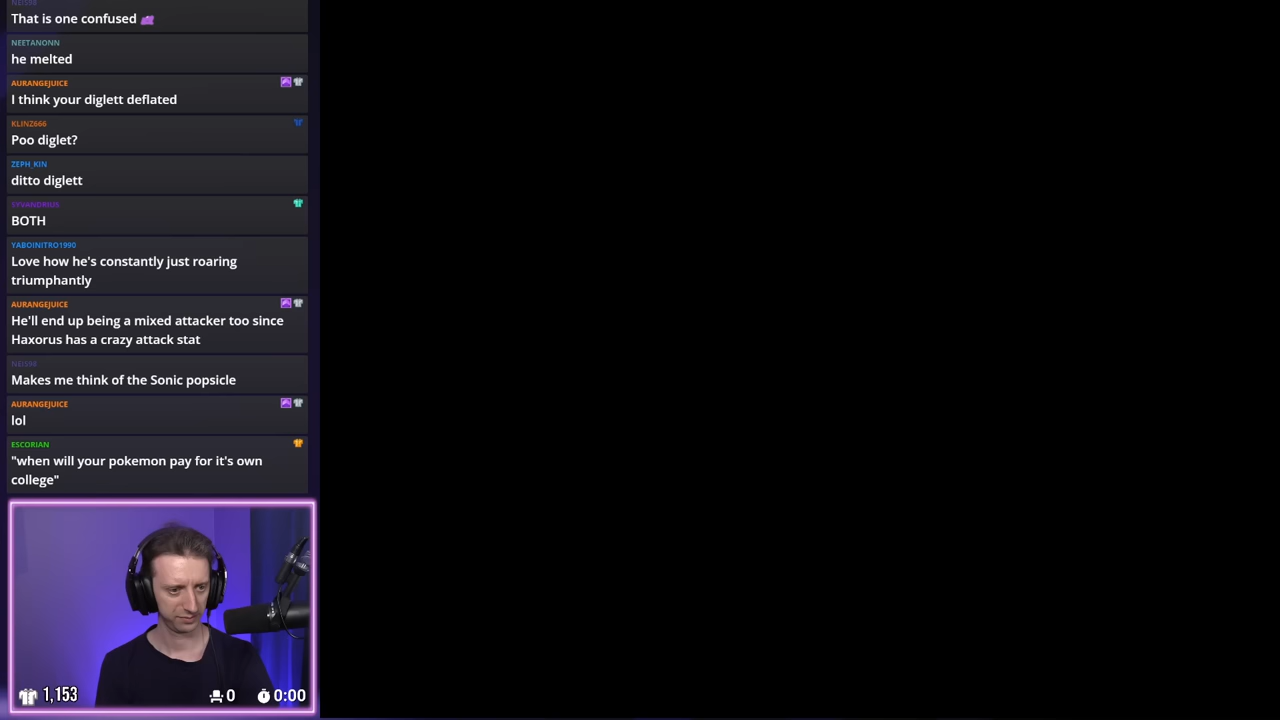 NEISRE
That is one confused
NEETANONN
he melted
AURANGEJUICE
I think your diglett deflated
KLINZ666
Poo diglet?
ZEPH_KIN
ditto diglett
SYVANDRIUS
BOTH
YABOINITRO1990
Love how he's constantly just roaring
triumphantly
AURANGEJUICE
He'll end up being a mixed attacker too since
Haxorus has a crazy attack stat
Makes me think of the Sonic popsicle
AURANGEJUICE
lol
ESCORIAN
"when will your pokemon pay for it's own
college"
1,153
0
0:00